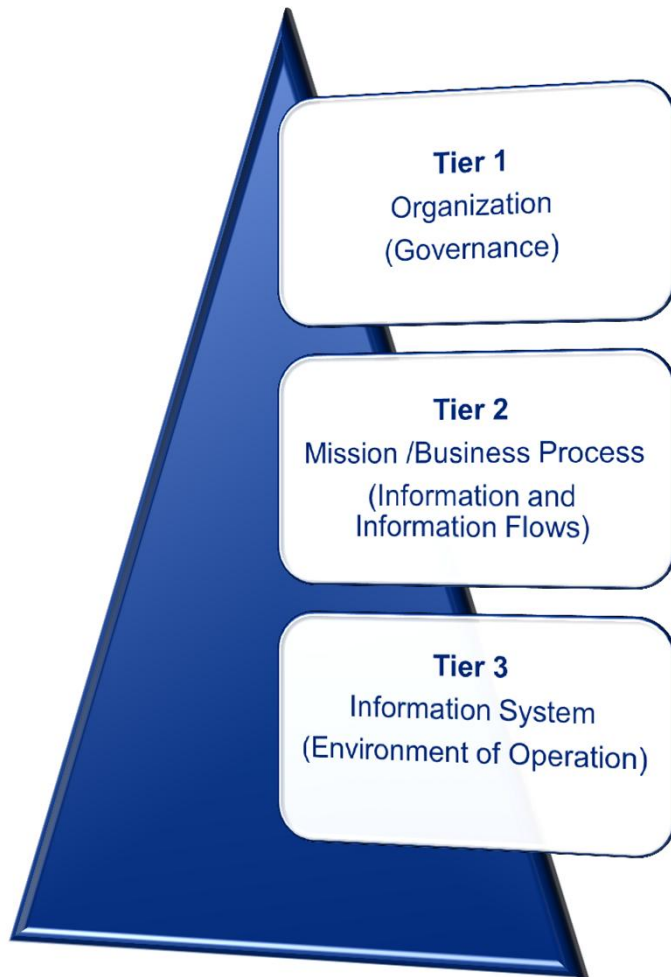 Tier 1
Organization
(Governance)
Tier 2
Mission /Business Process
(Information and
Information Flows)
Tier 3
Information System
(Environment of Operation)